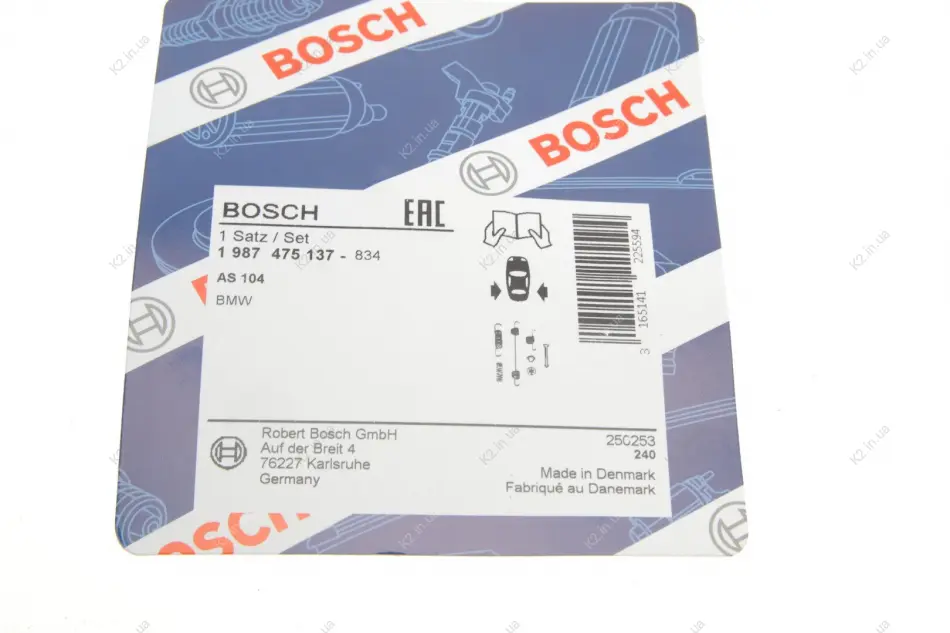 BOSCH
BOSCH
BOSCH
EAC
1 Satz / Set
1 987 475 137 - 834
AS 104
BMW
3 165141 225594
Robert Bosch GmbH
Auf der Breit 4
76227 Karlsruhe
Germany
250253
240
Made in Denmark
Fabriqué au Danemark
BOSCH
K2.in.ua